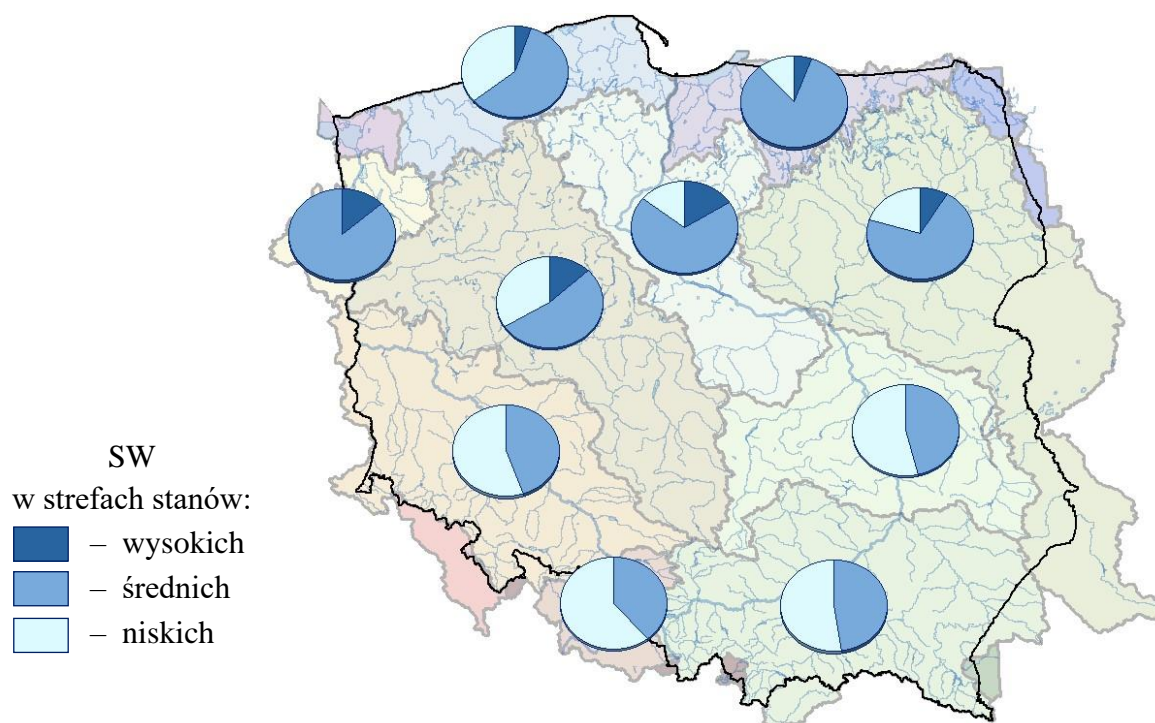 SW
w strefach stanów:
– wysokich
– średnich
– niskich